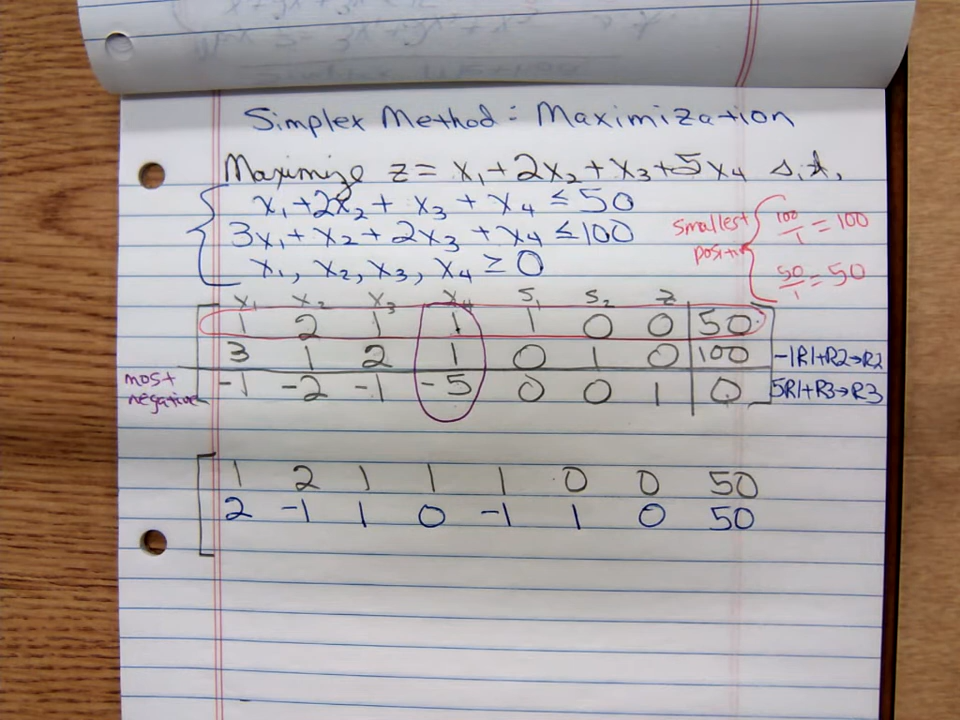 Simplex Method: Maximization
Maximize z = x₁+2x₂+x₃+5x₄ s.t.
x₁+2x₂+ x₃ + x₄ ≤ 50
3x₁+ x₂+2x₃ + x₄ ≤ 100
x₁, x₂, x₃, x₄ ≥ 0
smallest positive
100/1 = 100
50/1 = 50
x₁ x₂ x₃ x₄ s₁ s₂ z
1 2 1 1 1 0 0 50
3 1 2 1 0 1 0 100 -1R1+R2→R2
most negative
-1 -2 -1 -5 0 0 1 0 5R1+R3→R3
1 2 1 1 1 0 0 50
2 -1 1 0 -1 1 0 50